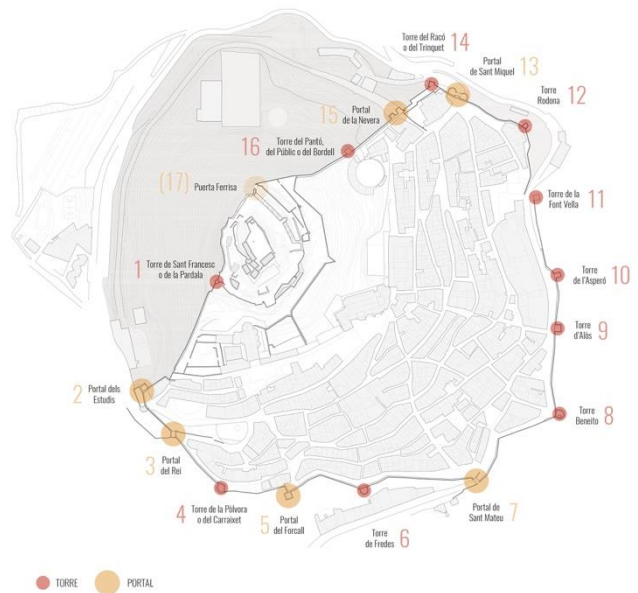 Torre del Racó
o del Trinquet
14
Portal
de Sant Miquel
13
Torre
Rodona
12
15
Portal
de la Nevera
16
Torre del Pantó,
del Públic o del Bordell
(17)
Puerta Ferrisa
Torre de la
Font Vella
11
1
Torre de Sant Francesc
o de la Pardala
Torre
de l'Asperó
10
Torre
d'Alòs
9
2
Portal dels
Estudis
Torre
Beneito
8
3
Portal
del Rei
4
Torre de la Pólvora
o del Carraixet
5
Portal
del Forcall
Torre
de Fredes
6
Portal de
Sant Mateu
7
TORRE
PORTAL